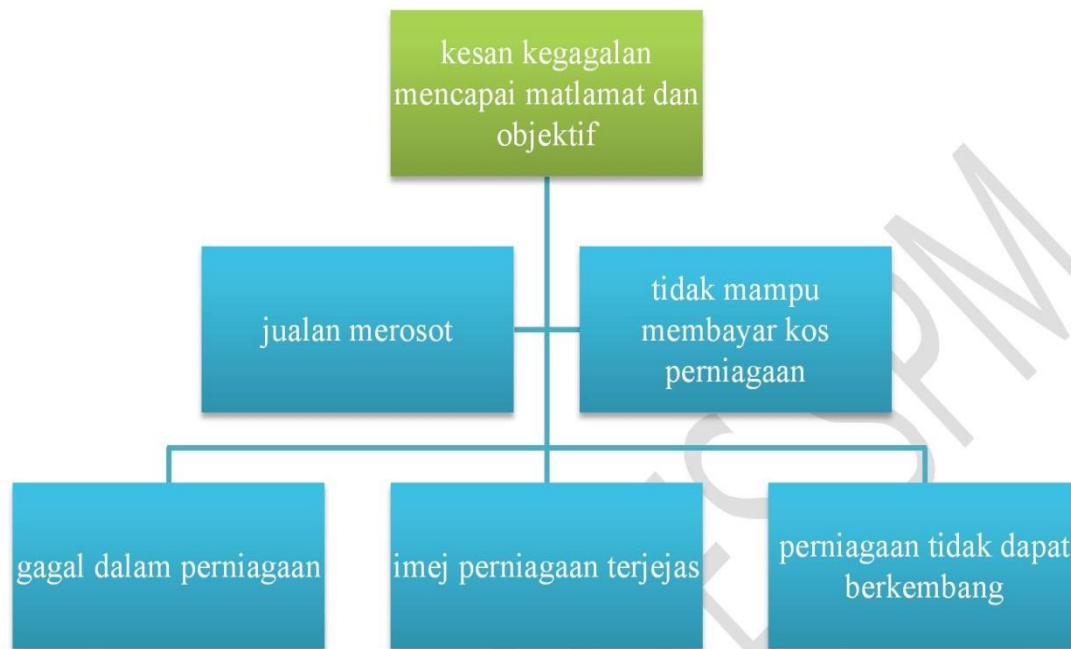 kesan kegagalan
mencapai matlamat dan
objektif
jualan merosot
tidak mampu
membayar kos
perniagaan
gagal dalam perniagaan
imej perniagaan terjejas
perniagaan tidak dapat
berkembang
SPM